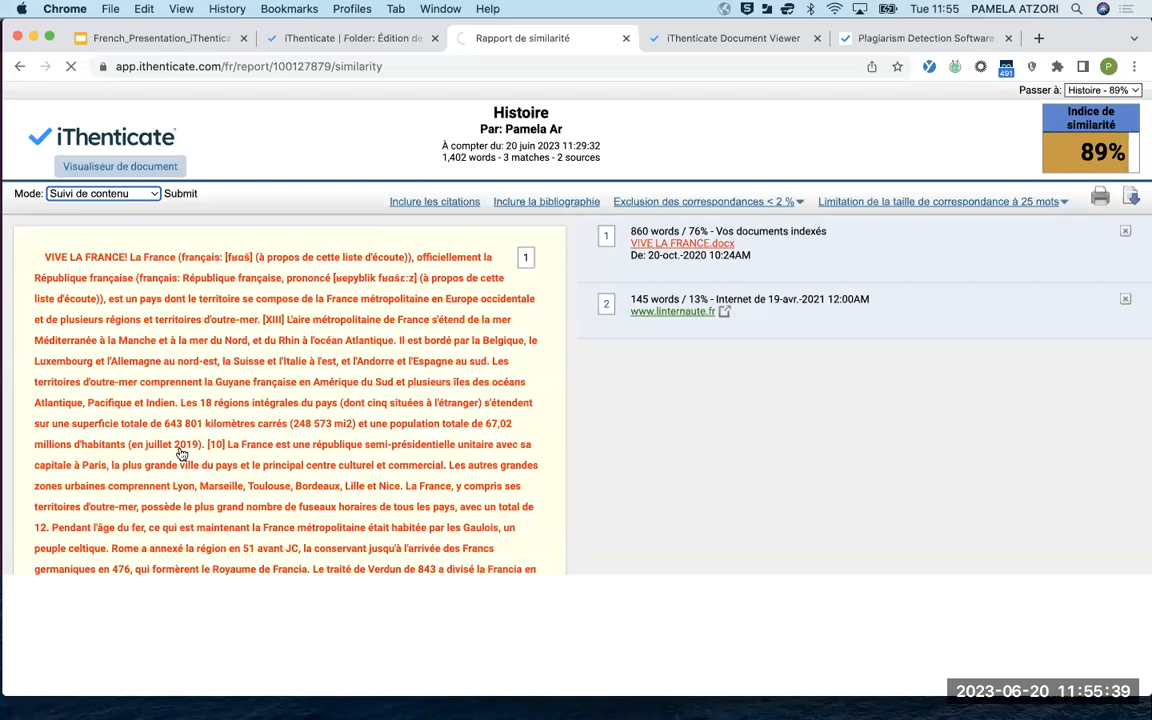 Chrome File Edit View History Bookmarks Profiles Tab Window Help Tue 11:55 PAMELA ATZORI
French_Presentation_iThentica iThenticate | Folder: Édition de Rapport de similarité iThenticate Document Viewer Plagiarism Detection Software
app.ithenticate.com/fr/report/100127879/similarity 491 P
Passer à: Histoire - 89%
Histoire
Par: Pamela Ar
À compter du: 20 juin 2023 11:29:32
1,402 words - 3 matches - 2 sources
Indice de
similarité
89%
iThenticate®
Visualiseur de document
Mode: Suivi de contenu Submit
Inclure les citations Inclure la bibliographie Exclusion des correspondances < 2 % Limitation de la taille de correspondance à 25 mots
VIVE LA FRANCE! La France (français: [fʁɑ̃s] (à propos de cette liste d'écoute)), officiellement la 1
République française (français: République française, prononcé [ʁepyblik fʁɑ̃sɛːz] (à propos de cette
liste d'écoute)), est un pays dont le territoire se compose de la France métropolitaine en Europe occidentale
et de plusieurs régions et territoires d'outre-mer. [XIII] L'aire métropolitaine de France s'étend de la mer
Méditerranée à la Manche et à la mer du Nord, et du Rhin à l'océan Atlantique. Il est bordé par la Belgique, le
Luxembourg et l'Allemagne au nord-est, la Suisse et l'Italie à l'est, et l'Andorre et l'Espagne au sud. Les
territoires d'outre-mer comprennent la Guyane française en Amérique du Sud et plusieurs îles des océans
Atlantique, Pacifique et Indien. Les 18 régions intégrales du pays (dont cinq situées à l'étranger) s'étendent
sur une superficie totale de 643 801 kilomètres carrés (248 573 mi2) et une population totale de 67,02
millions d'habitants (en juillet 2019). [10] La France est une république semi-présidentielle unitaire avec sa
capitale à Paris, la plus grande ville du pays et le principal centre culturel et commercial. Les autres grandes
zones urbaines comprennent Lyon, Marseille, Toulouse, Bordeaux, Lille et Nice. La France, y compris ses
territoires d'outre-mer, possède le plus grand nombre de fuseaux horaires de tous les pays, avec un total de
12. Pendant l'âge du fer, ce qui est maintenant la France métropolitaine était habitée par les Gaulois, un
peuple celtique. Rome a annexé la région en 51 avant JC, la conservant jusqu'à l'arrivée des Francs
germaniques en 476, qui formèrent le Royaume de Francia. Le traité de Verdun de 843 a divisé la Francia en
1 860 words / 76% - Vos documents indexés
VIVE LA FRANCE.docx
De: 20-oct.-2020 10:24AM
2 145 words / 13% - Internet de 19-avr.-2021 12:00AM
www.linternaute.fr
2023-06-20 11:55:39